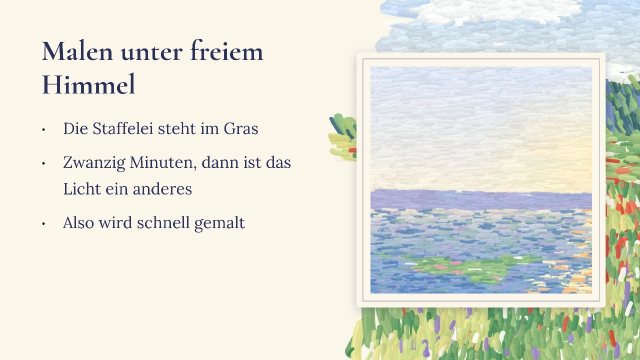 Malen unter freiem
Himmel
· Die Staffelei steht im Gras
· Zwanzig Minuten, dann ist das
Licht ein anderes
· Also wird schnell gemalt